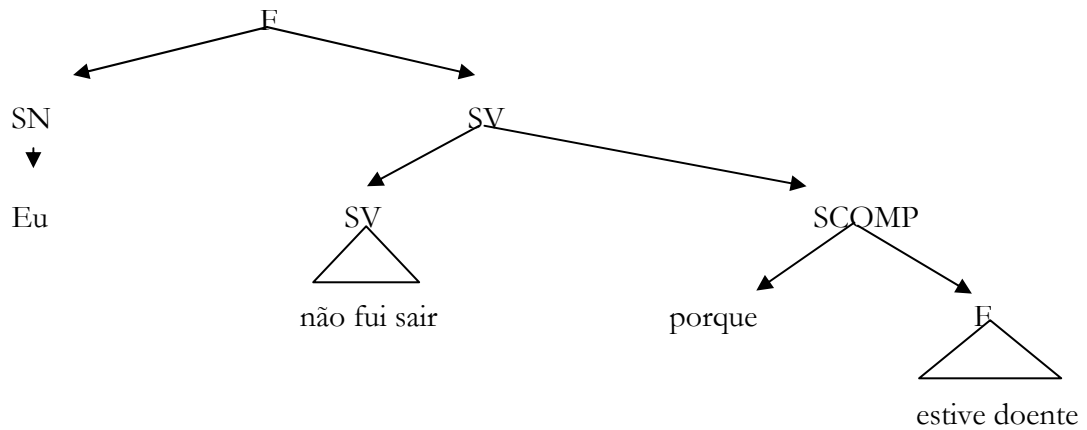 F
SN SV
Eu SV SCOMP
não fui sair porque F
estive doente